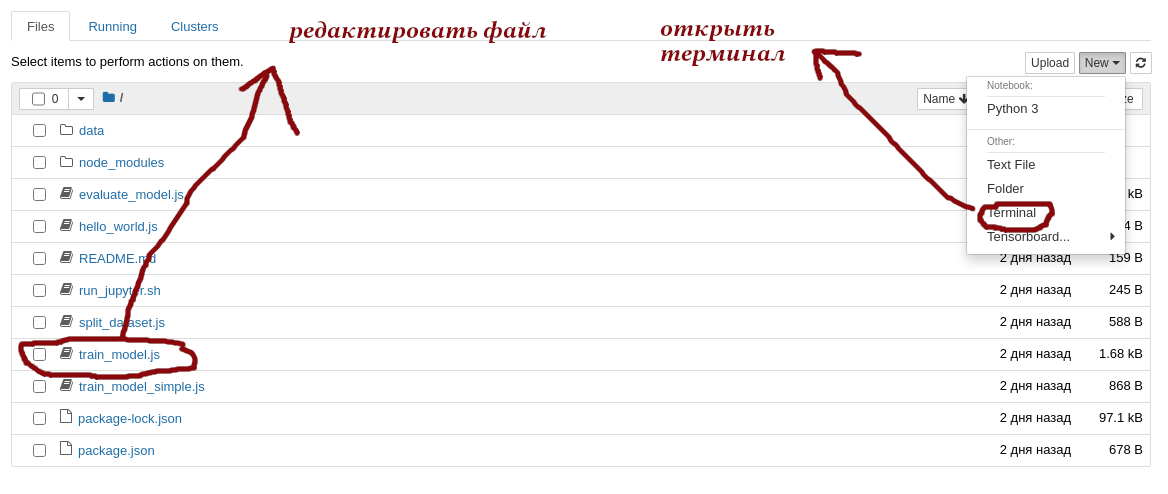 Files Running Clusters
редактировать файл
открыть
терминал
Select items to perform actions on them.
Upload New
Notebook:
Python 3
Other:
Text File
Folder
Terminal
Tensorboard...
0 / Name ze
data
node_modules
evaluate_model.js kB
hello_world.js 4 B
README.md 2 дня назад 159 B
run_jupyter.sh 2 дня назад 245 B
split_dataset.js 2 дня назад 588 B
train_model.js 2 дня назад 1.68 kB
train_model_simple.js 2 дня назад 868 B
package-lock.json 2 дня назад 97.1 kB
package.json 2 дня назад 678 B